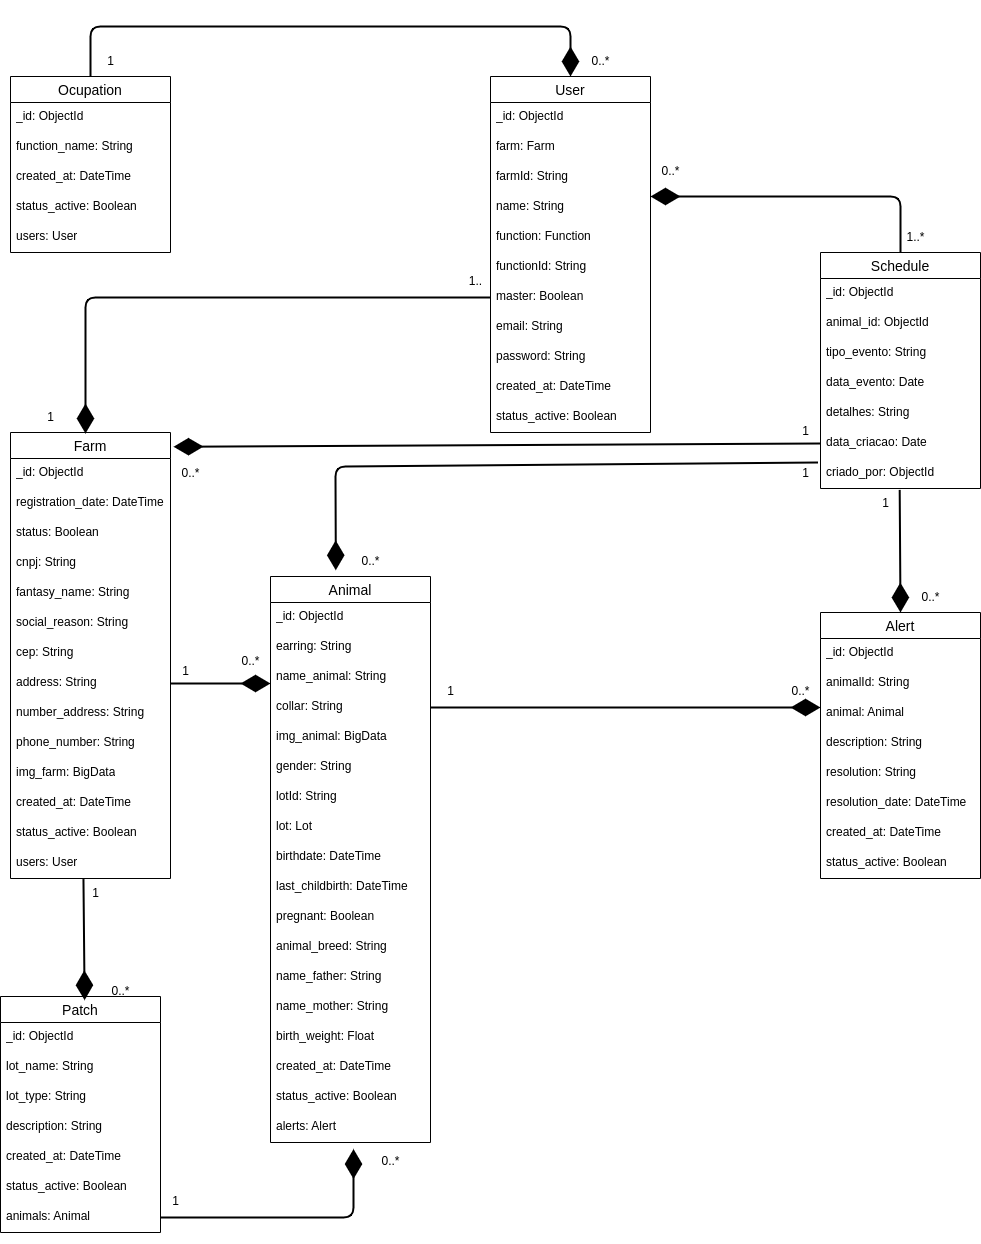 1
0..*
Ocupation
_id: ObjectId
function_name: String
created_at: DateTime
status_active: Boolean
users: User
User
_id: ObjectId
farm: Farm
farmId: String
name: String
function: Function
functionId: String
master: Boolean
email: String
password: String
created_at: DateTime
status_active: Boolean
0..*
1..*
Schedule
_id: ObjectId
animal_id: ObjectId
tipo_evento: String
data_evento: Date
detalhes: String
data_criacao: Date
criado_por: ObjectId
1..
1
1
0..*
1
0..*
1
0..*
Farm
_id: ObjectId
registration_date: DateTime
status: Boolean
cnpj: String
fantasy_name: String
social_reason: String
cep: String
address: String
number_address: String
phone_number: String
img_farm: BigData
created_at: DateTime
status_active: Boolean
users: User
1
0..*
Animal
_id: ObjectId
earring: String
name_animal: String
collar: String
img_animal: BigData
gender: String
lotId: String
lot: Lot
birthdate: DateTime
last_childbirth: DateTime
pregnant: Boolean
animal_breed: String
name_father: String
name_mother: String
birth_weight: Float
created_at: DateTime
status_active: Boolean
alerts: Alert
1
0..*
Alert
_id: ObjectId
animalId: String
animal: Animal
description: String
resolution: String
resolution_date: DateTime
created_at: DateTime
status_active: Boolean
1
0..*
Patch
_id: ObjectId
lot_name: String
lot_type: String
description: String
created_at: DateTime
status_active: Boolean
animals: Animal
1
0..*